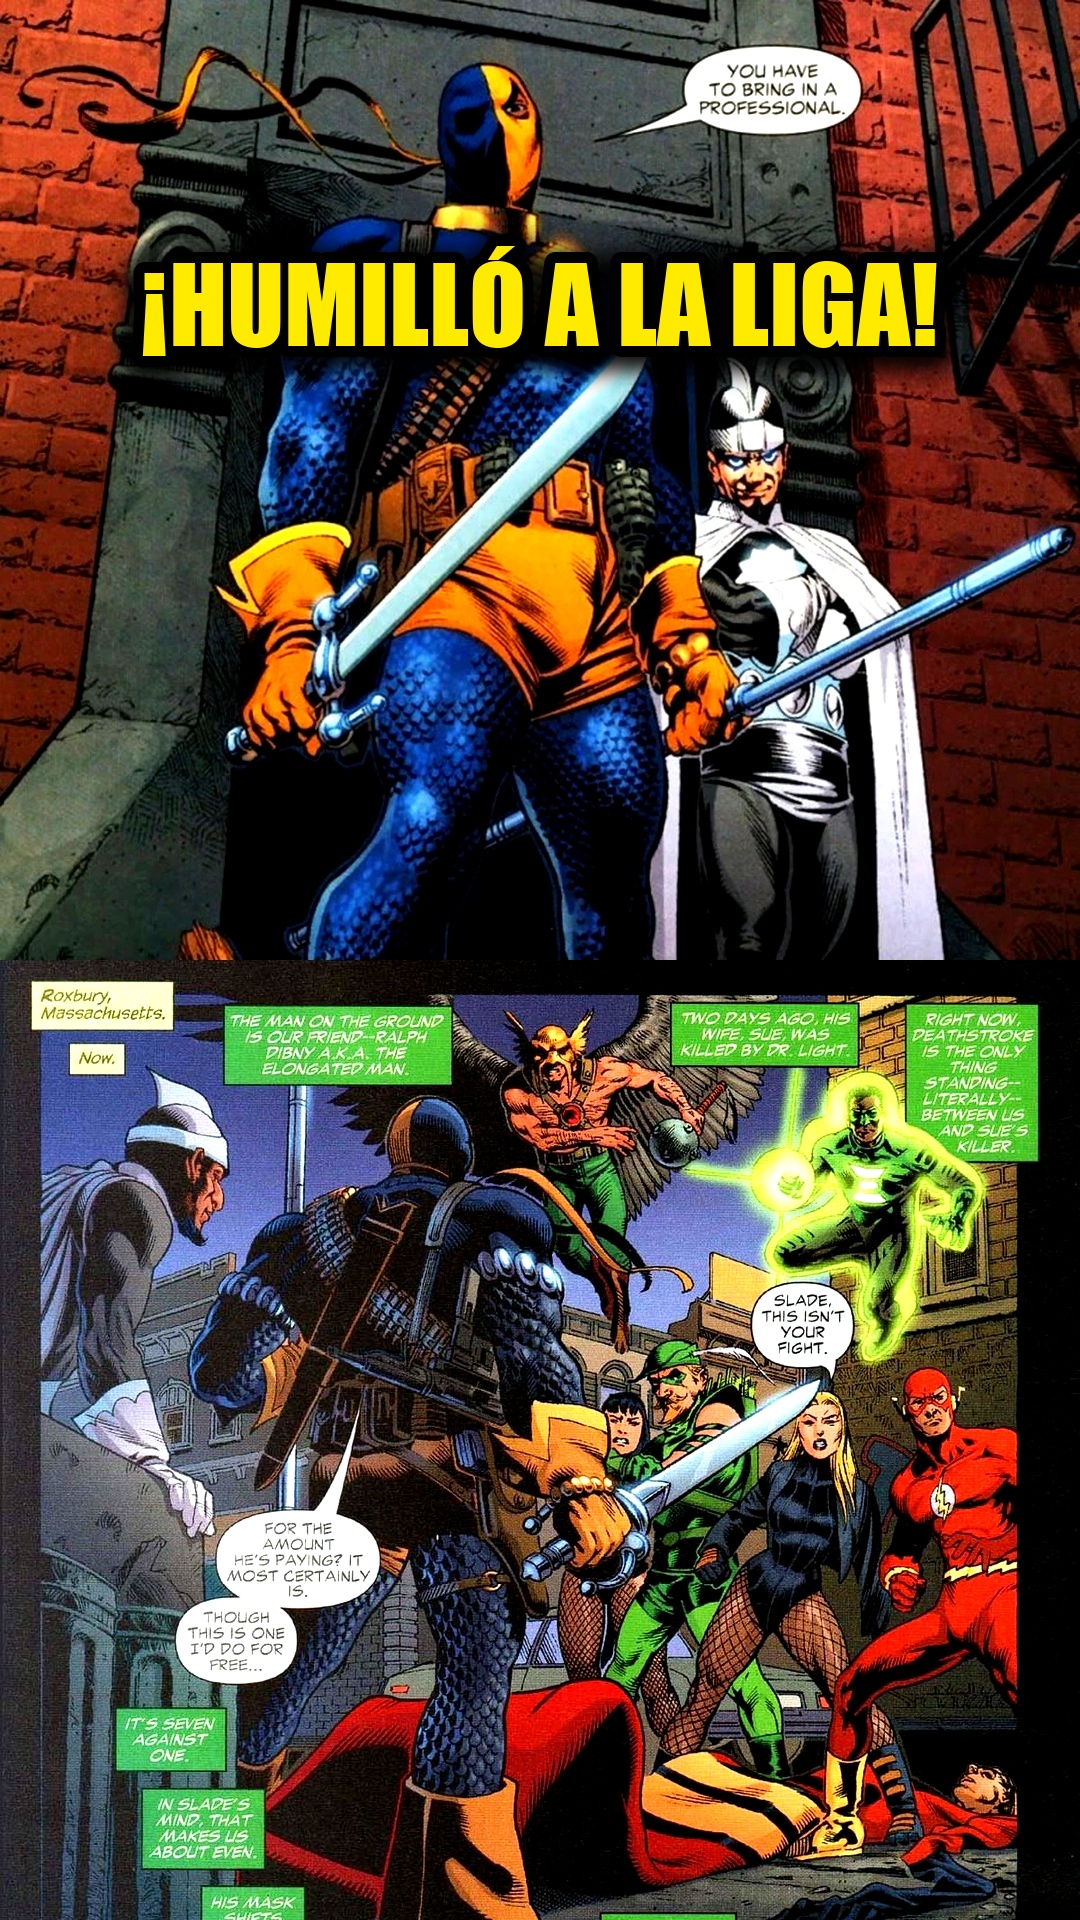 YOU HAVE
TO BRING IN A
PROFESSIONAL.
¡HUMILLÓ A LA LIGA!
Roxbury,
Massachusetts.
Now.
THE MAN ON THE GROUND
IS OUR FRIEND--RALPH
DIBNY A.K.A. THE
ELONGATED MAN.
TWO DAYS AGO, HIS
WIFE, SUE, WAS
KILLED BY DR. LIGHT.
RIGHT NOW,
DEATHSTROKE
IS THE ONLY
THING
STANDING--
LITERALLY--
BETWEEN US
AND SUE'S
KILLER.
SLADE,
THIS ISN'T
YOUR
FIGHT.
FOR THE
AMOUNT
HE'S PAYING? IT
MOST CERTAINLY
IS.
THOUGH
THIS IS ONE
I'D DO FOR
FREE...
IT'S SEVEN
AGAINST
ONE.
IN SLADE'S
MIND, THAT
MAKES US
ABOUT EVEN.
HIS MASK
SHIFTS